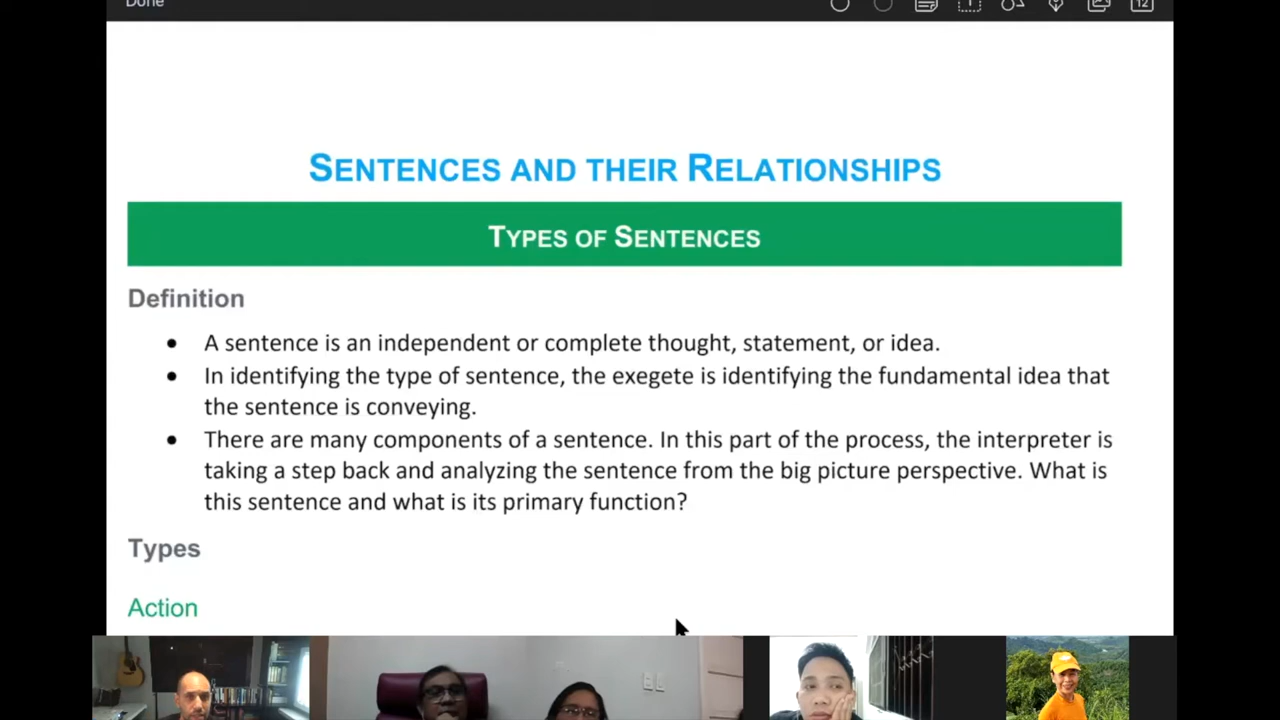 Done
12
SENTENCES AND THEIR RELATIONSHIPS
TYPES OF SENTENCES
Definition
• A sentence is an independent or complete thought, statement, or idea.
• In identifying the type of sentence, the exegete is identifying the fundamental idea that
the sentence is conveying.
• There are many components of a sentence. In this part of the process, the interpreter is
taking a step back and analyzing the sentence from the big picture perspective. What is
this sentence and what is its primary function?
Types
Action